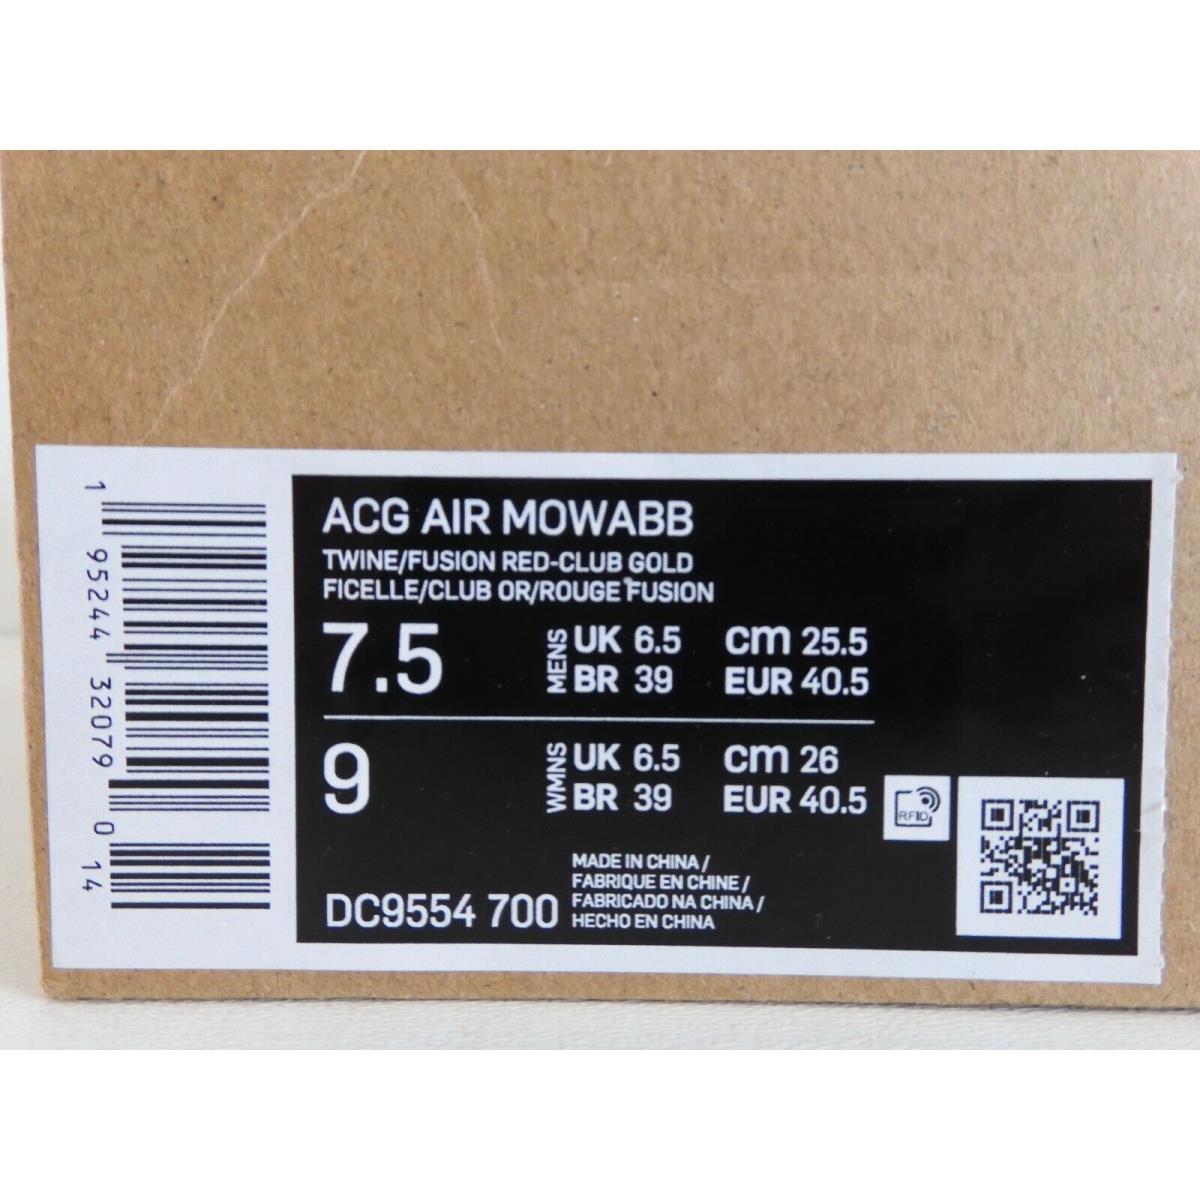 ACG AIR MOWABB
TWINE/FUSION RED-CLUB GOLD
FICELLE/CLUB OR/ROUGE FUSION
7.5 MENS UK 6.5 cm 25.5
BR 39 EUR 40.5
9 WMNS UK 6.5 cm 26
BR 39 EUR 40.5
RFID
MADE IN CHINA /
FABRIQUE EN CHINE /
FABRICADO NA CHINA /
HECHO EN CHINA
DC9554 700
1 95244 32079 0 14